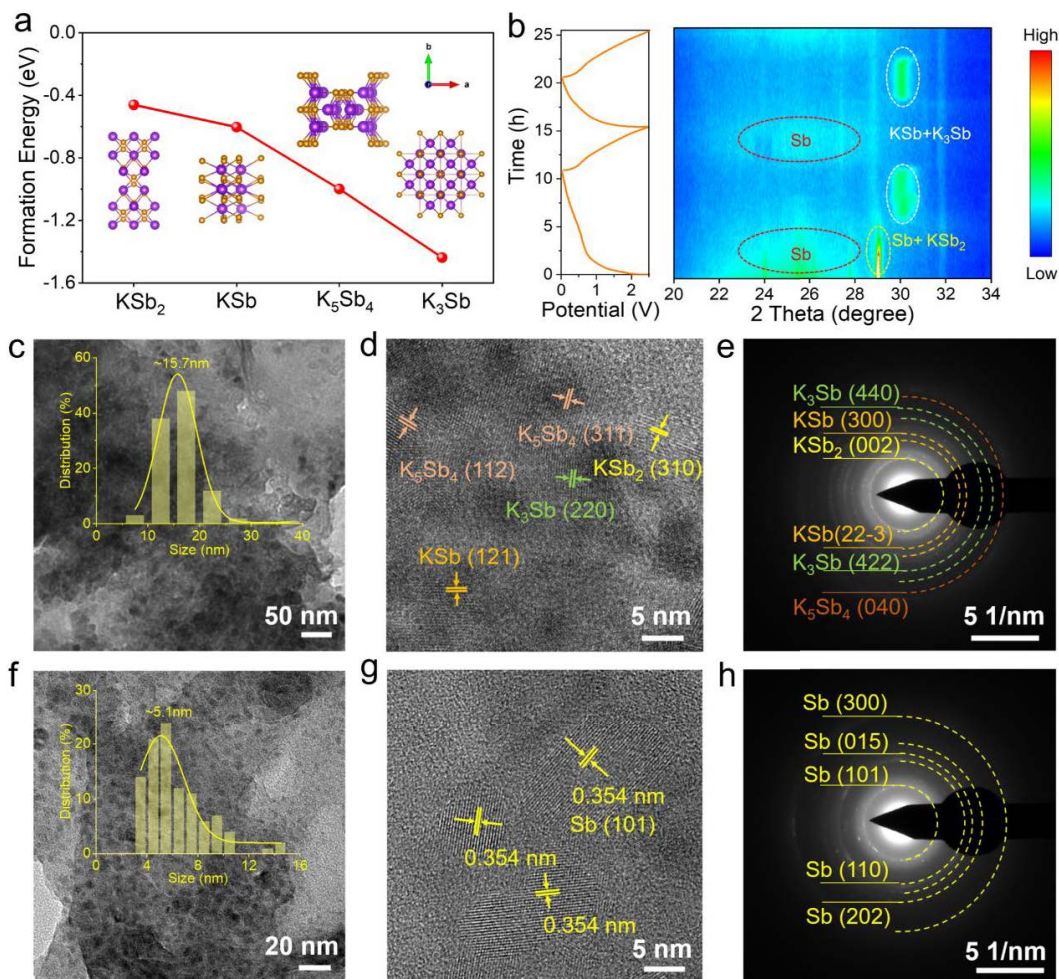 a
0.0
-0.4
-0.8
-1.2
-1.6
Formation Energy (eV)
KSb₂
KSb
K₅Sb₄
K₃Sb
b
a
b
25
20
15
10
5
0
Time (h)
0 1 2
Potential (V)
Sb
KSb+K₃Sb
Sb+ KSb₂
Sb
20 22 24 26 28 30 32 34
2 Theta (degree)
High
Low
c
60
40
20
0
Distribution (%)
~15.7nm
0 10 20 30 40
Size (nm)
50 nm
d
K₅Sb₄ (311)
K₅Sb₄ (112)
KSb₂ (310)
K₃Sb (220)
KSb (121)
5 nm
e
K₃Sb (440)
KSb (300)
KSb₂ (002)
KSb(22-3)
K₃Sb (422)
K₅Sb₄ (040)
5 1/nm
f
30
20
10
0
Distribution (%)
~5.1nm
0 4 8 12 16
Size (nm)
20 nm
g
0.354 nm
Sb (101)
0.354 nm
0.354 nm
5 nm
h
Sb (300)
Sb (015)
Sb (101)
Sb (110)
Sb (202)
5 1/nm